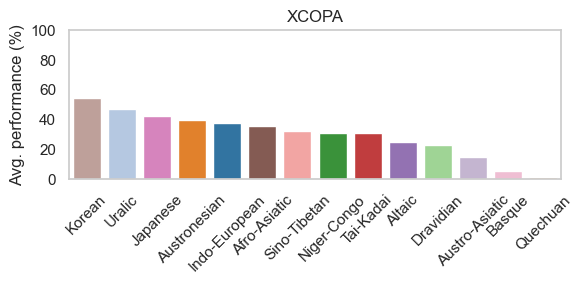 XCOPA
Avg. performance (%)
100
80
60
40
20
0
Korean
Uralic
Japanese
Austronesian
Indo-European
Afro-Asiatic
Sino-Tibetan
Niger-Congo
Tai-Kadai
Altaic
Dravidian
Austro-Asiatic
Basque
Quechuan